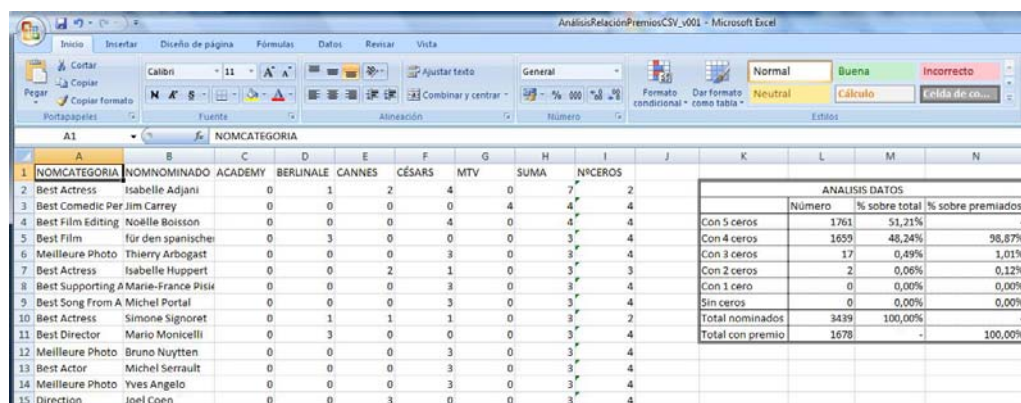 AnálisisRelaciónPremiosCSV_v001 - Microsoft Excel
Inicio Insertar Diseño de página Fórmulas Datos Revisar Vista
Pegar Cortar Copiar Copiar formato Portapapeles
Calibri 11 N K S Fuente
Ajustar texto Combinar y centrar Alineación
General % 000 Número
Formato condicional Dar formato como tabla
Normal Buena Incorrecto
Neutral Cálculo Celda de co...
Estilos
A1 fx NOMCATEGORIA
A B C D E F G H I J K L M N
1 NOMCATEGORIA NOMNOMINADO ACADEMY BERLINALE CANNES CÉSARS MTV SUMA NºCEROS
2 Best Actress Isabelle Adjani 0 1 2 4 0 7 2 ANALISIS DATOS
3 Best Comedic Per Jim Carrey 0 0 0 0 4 4 4 Número % sobre total % sobre premiados
4 Best Film Editing Noëlle Boisson 0 0 0 4 0 4 4 Con 5 ceros 1761 51,21%
5 Best Film für den spanische 0 3 0 0 0 3 4 Con 4 ceros 1659 48,24% 98,87%
6 Meilleure Photo Thierry Arbogast 0 0 0 3 0 3 4 Con 3 ceros 17 0,49% 1,01%
7 Best Actress Isabelle Huppert 0 0 2 1 0 3 3 Con 2 ceros 2 0,06% 0,12%
8 Best Supporting A Marie-France Pisie 0 0 0 3 0 3 4 Con 1 cero 0 0,00% 0,00%
9 Best Song From A Michel Portal 0 0 0 3 0 3 4 Sin ceros 0 0,00% 0,00%
10 Best Actress Simone Signoret 0 1 1 1 0 3 2 Total nominados 3439 100,00% -
11 Best Director Mario Monicelli 0 3 0 0 0 3 4 Total con premio 1678 - 100,00%
12 Meilleure Photo Bruno Nuytten 0 0 0 3 0 3 4
13 Best Actor Michel Serrault 0 0 0 3 0 3 4
14 Meilleure Photo Yves Angelo 0 0 0 3 0 3 4
15 Direction Joel Coen 0 0 3 0 0 3 4